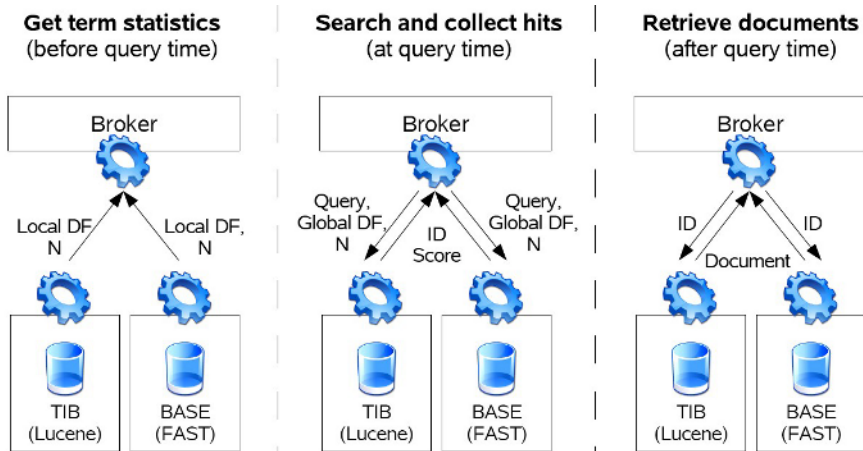 Get term statistics
(before query time)
Broker
Local DF,
N
Local DF,
N
TIB
(Lucene)
BASE
(FAST)
Search and collect hits
(at query time)
Broker
Query,
Global DF,
N
ID
Score
Query,
Global DF,
N
TIB
(Lucene)
BASE
(FAST)
Retrieve documents
(after query time)
Broker
ID
ID
Document
TIB
(Lucene)
BASE
(FAST)